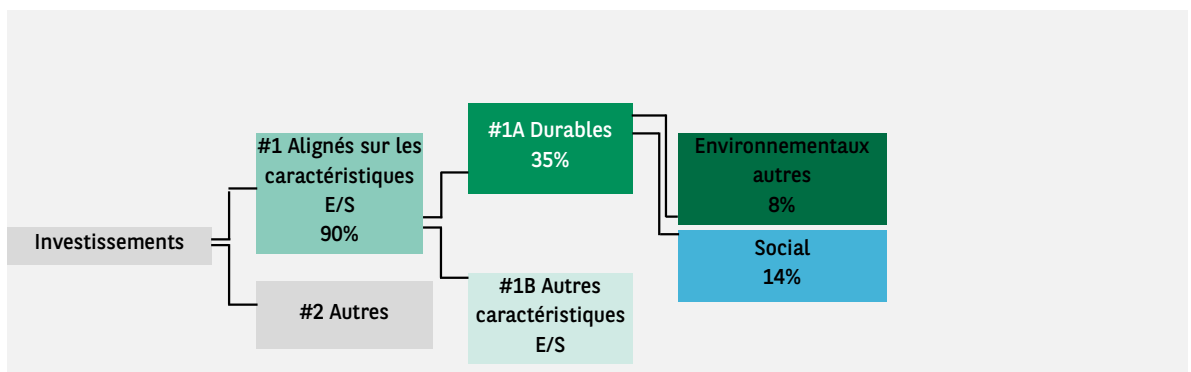 Investissements
#1 Alignés sur les
caractéristiques
E/S
90%
#2 Autres
#1A Durables
35%
#1B Autres
caractéristiques
E/S
Environnementaux
autres
8%
Social
14%